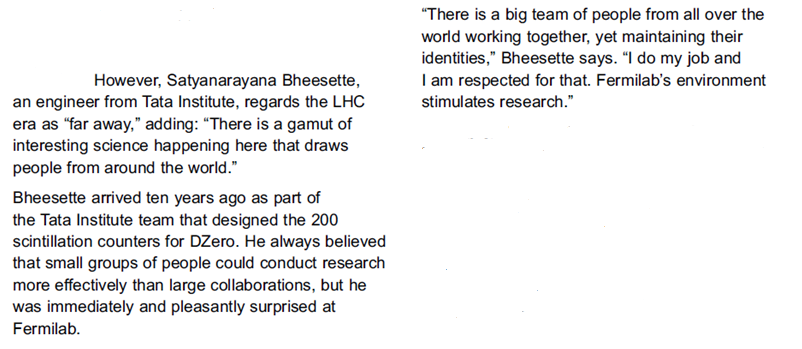 However, Satyanarayana Bheesette,
an engineer from Tata Institute, regards the LHC
era as “far away,” adding: “There is a gamut of
interesting science happening here that draws
people from around the world.”
Bheesette arrived ten years ago as part of
the Tata Institute team that designed the 200
scintillation counters for DZero. He always believed
that small groups of people could conduct research
more effectively than large collaborations, but he
was immediately and pleasantly surprised at
Fermilab.
“There is a big team of people from all over the
world working together, yet maintaining their
identities,” Bheesette says. “I do my job and
I am respected for that. Fermilab’s environment
stimulates research.”